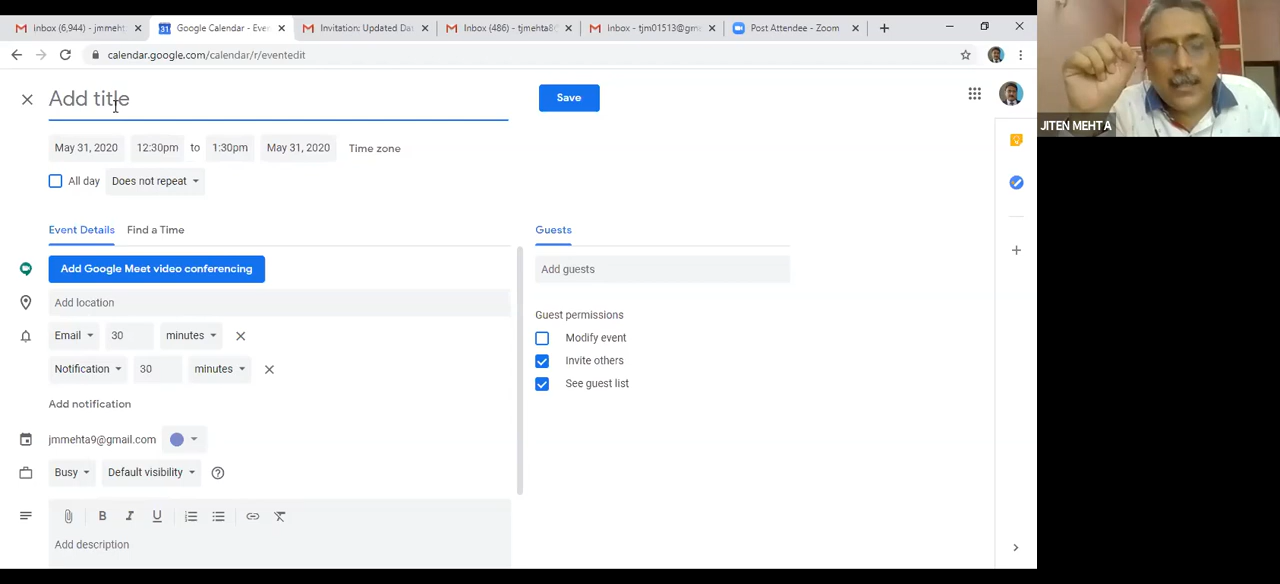 Inbox (6,944) - jmmeht
Google Calendar - Eve
Invitation: Updated Da
Inbox (486) - tjmehta8
Inbox - tjm01513@gm
Post Attendee - Zoom
calendar.google.com/calendar/r/eventedit
Add title
Save
May 31, 2020 12:30pm to 1:30pm May 31, 2020 Time zone
All day Does not repeat
Event Details Find a Time
Guests
Add Google Meet video conferencing
Add guests
Add location
Guest permissions
Email 30 minutes
Modify event
Invite others
Notification 30 minutes
See guest list
Add notification
jmmehta9@gmail.com
Busy Default visibility
B I U
Add description
JITEN MEHTA